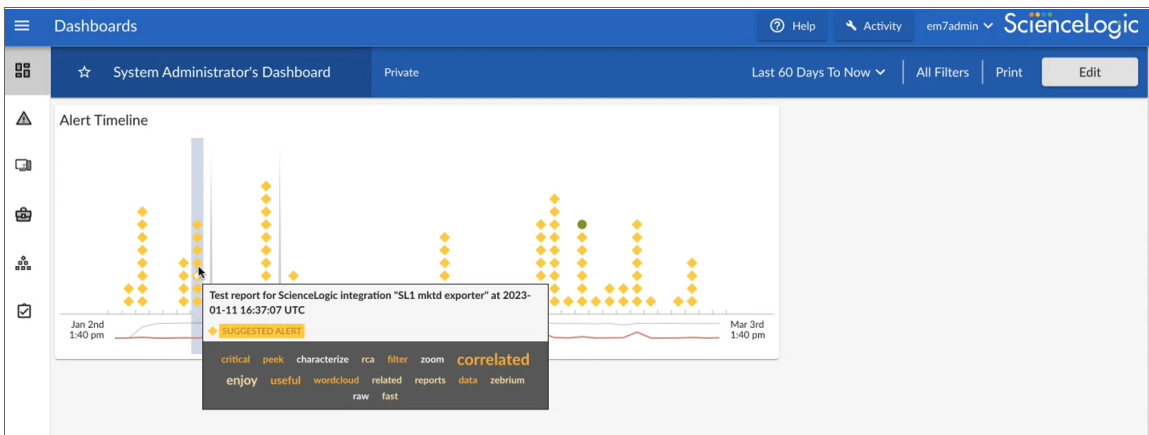 Dashboards
Help
Activity
em7admin
ScienceLogic
System Administrator's Dashboard
Private
Last 60 Days To Now
All Filters
Print
Edit
Alert Timeline
Test report for ScienceLogic integration "SL1 mktd exporter" at 2023-
01-11 16:37:07 UTC
SUGGESTED ALERT
Jan 2nd
1:40 pm
Mar 3rd
1:40 pm
critical peek characterize rca filter zoom correlated
enjoy useful wordcloud related reports data zebrium
raw fast